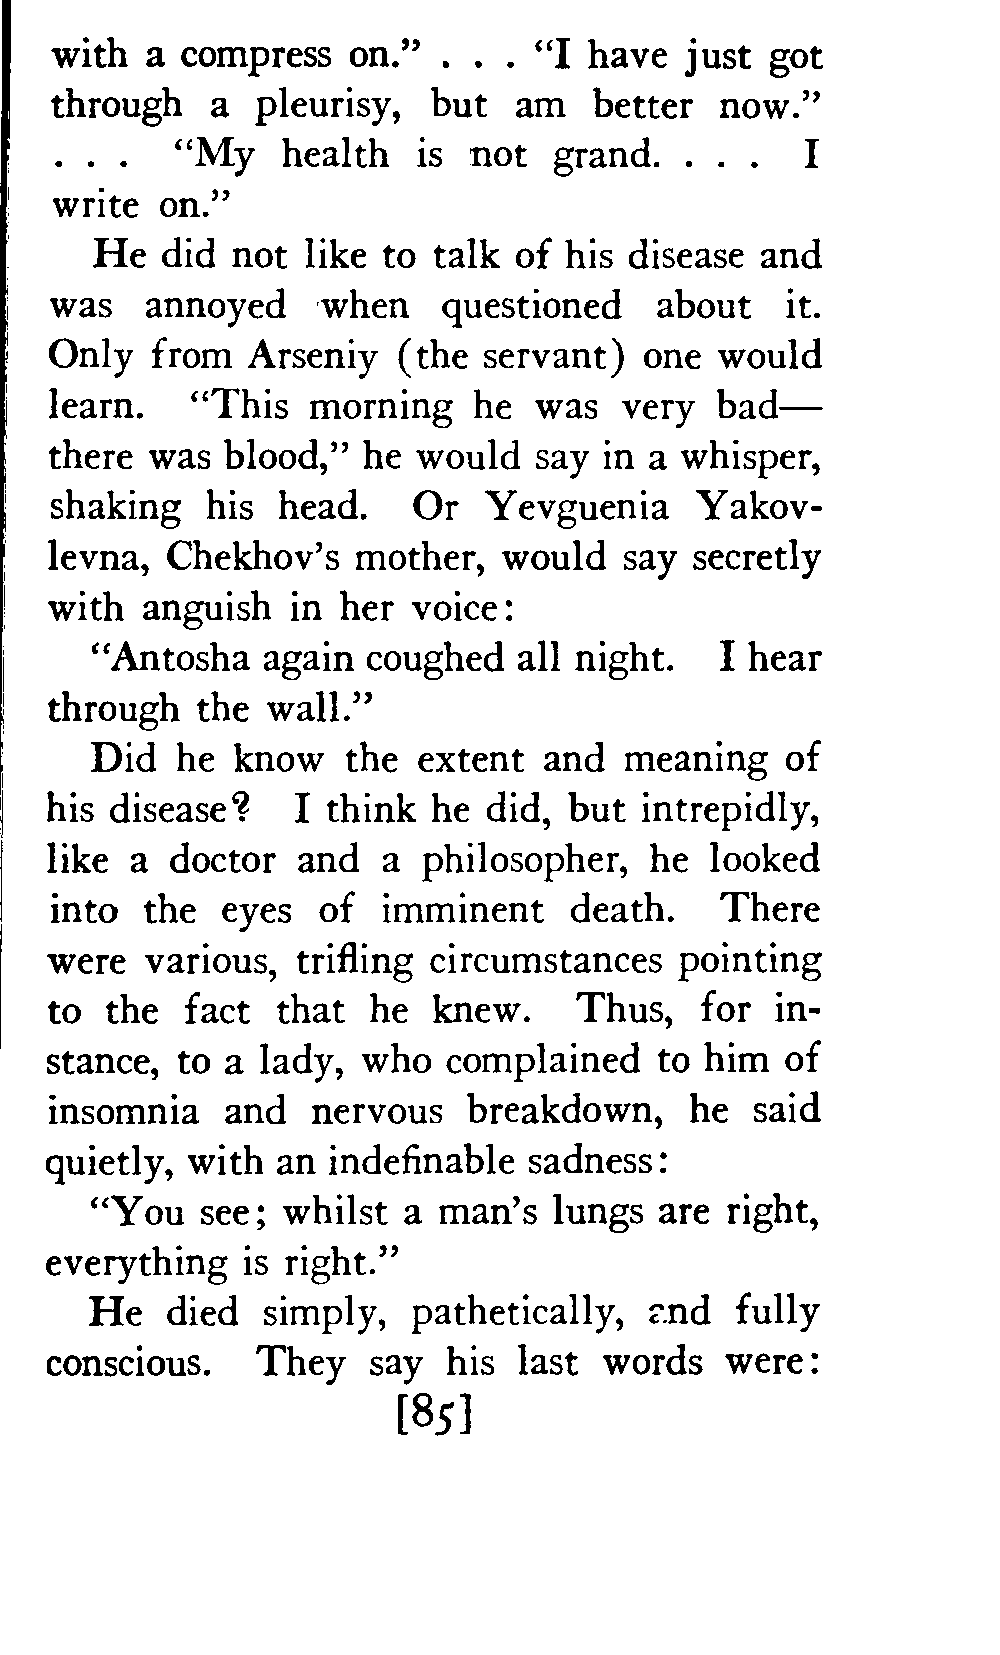 with a compress on.” . . . “I have just got
through a pleurisy, but am better now.”
. . . “My health is not grand. . . . I
write on.”
He did not like to talk of his disease and
was annoyed when questioned about it.
Only from Arseniy (the servant) one would
learn. “This morning he was very bad—
there was blood,” he would say in a whisper,
shaking his head. Or Yevguenia Yakov-
levna, Chekhov’s mother, would say secretly
with anguish in her voice:
“Antosha again coughed all night. I hear
through the wall.”
Did he know the extent and meaning of
his disease? I think he did, but intrepidly,
like a doctor and a philosopher, he looked
into the eyes of imminent death. There
were various, trifling circumstances pointing
to the fact that he knew. Thus, for in-
stance, to a lady, who complained to him of
insomnia and nervous breakdown, he said
quietly, with an indefinable sadness:
“You see; whilst a man’s lungs are right,
everything is right.”
He died simply, pathetically, and fully
conscious. They say his last words were:
[85]